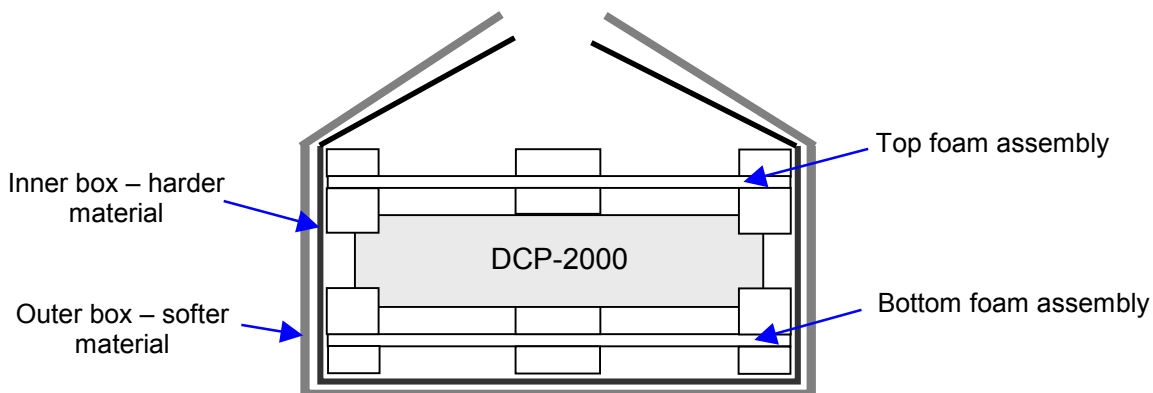 Top foam assembly
Inner box – harder
material
DCP-2000
Outer box – softer
material
Bottom foam assembly